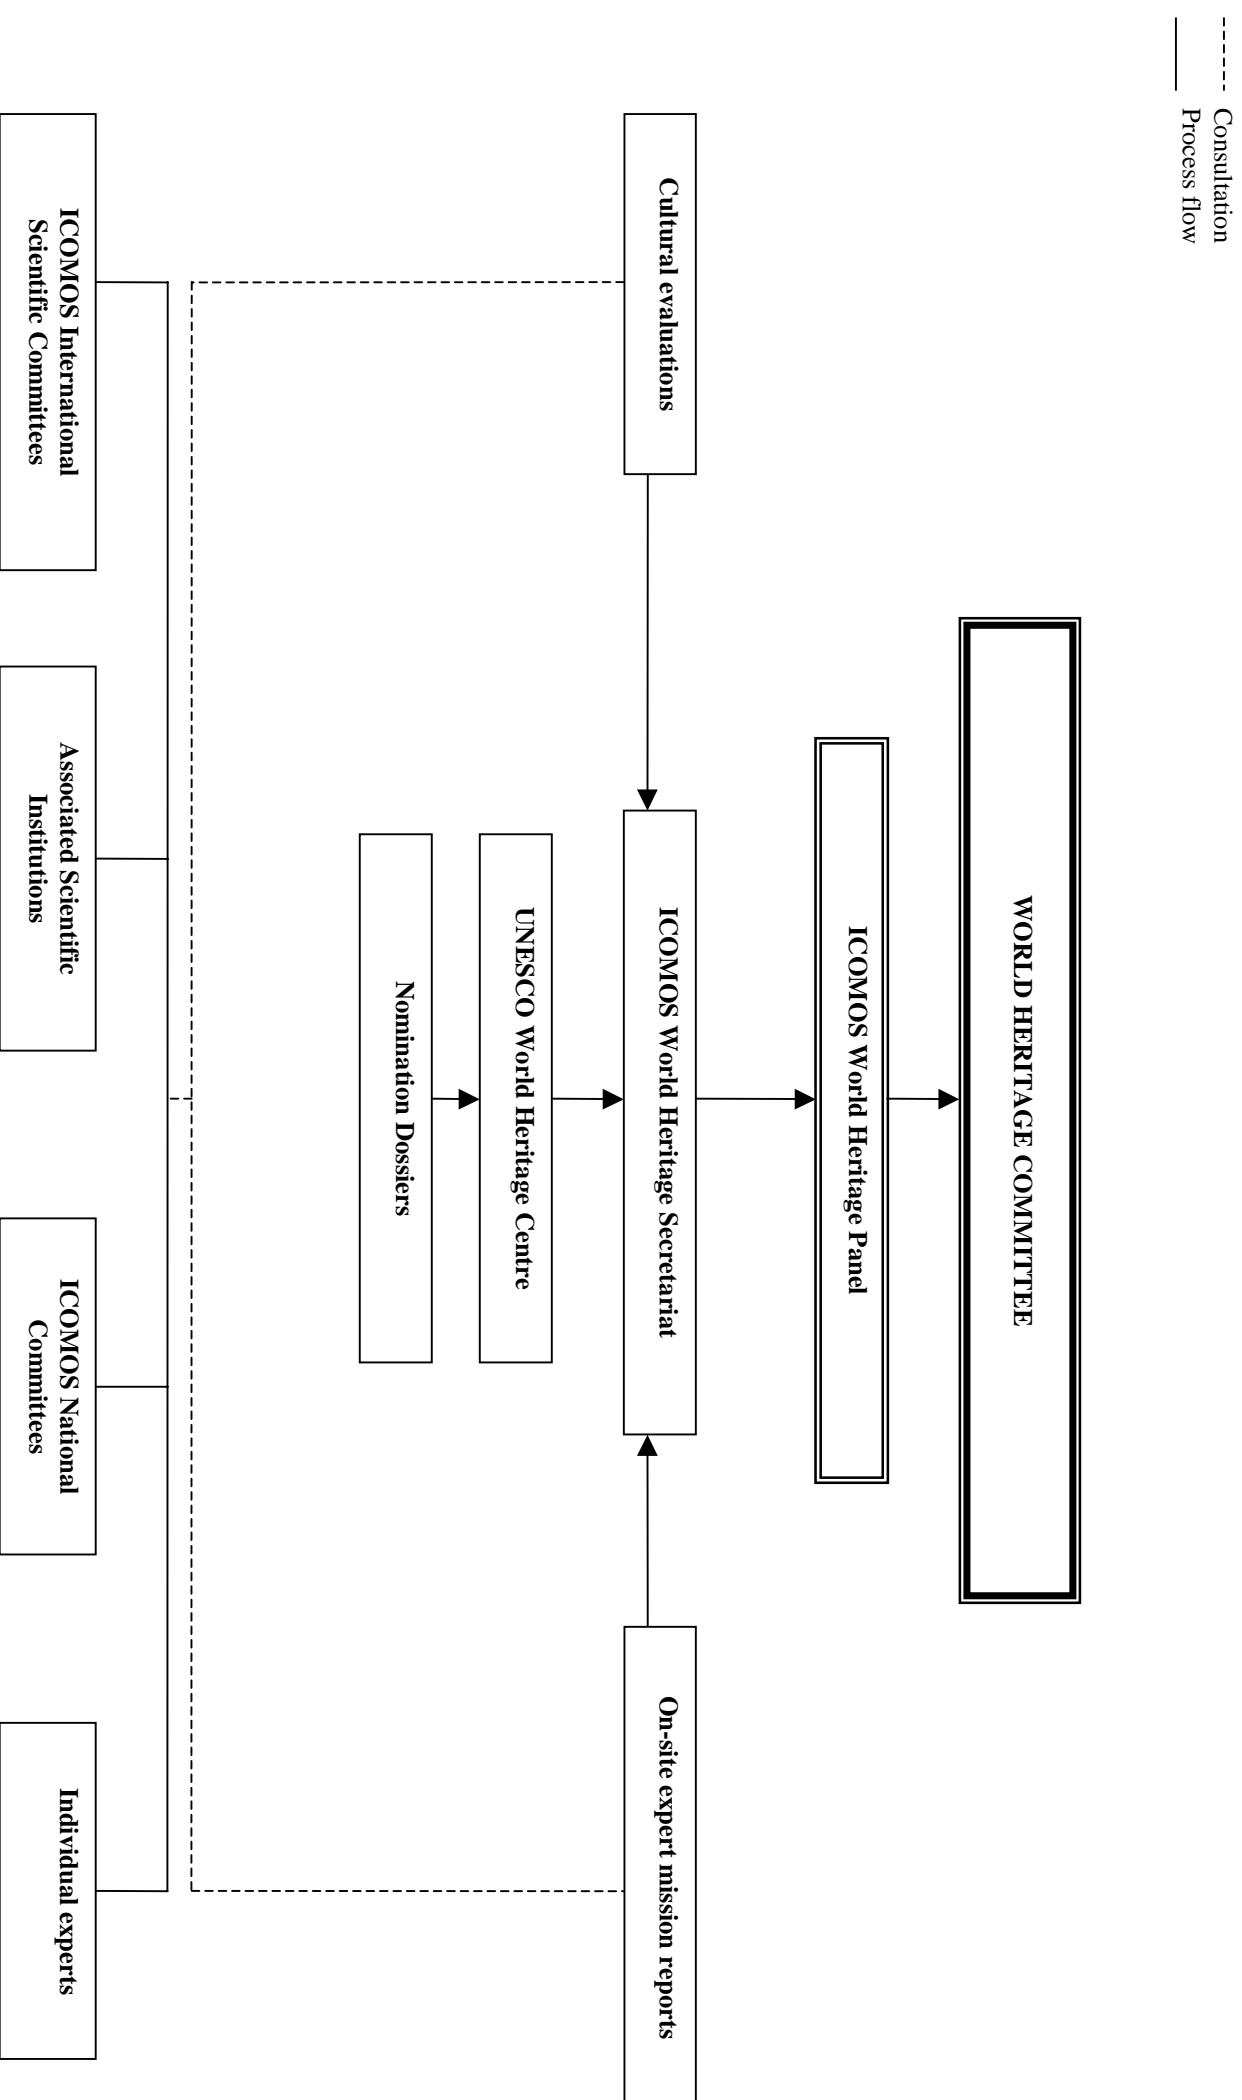 Consultation
Process flow
WORLD HERITAGE COMMITTEE
ICOMOS World Heritage Panel
Cultural evaluations
ICOMOS World Heritage Secretariat
On-site expert mission reports
UNESCO World Heritage Centre
Nomination Dossiers
ICOMOS International
Scientific Committees
Associated Scientific
Institutions
ICOMOS National
Committees
Individual experts